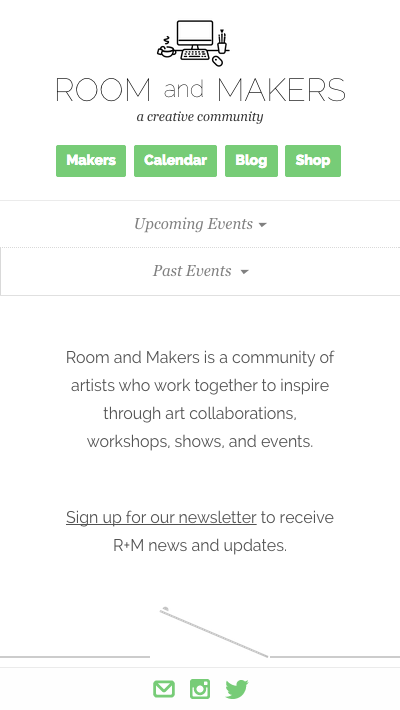 ROOM and MAKERS
a creative community
Makers Calendar Blog Shop
Upcoming Events
Past Events
Room and Makers is a community of
artists who work together to inspire
through art collaborations,
workshops, shows, and events.
Sign up for our newsletter to receive
R+M news and updates.